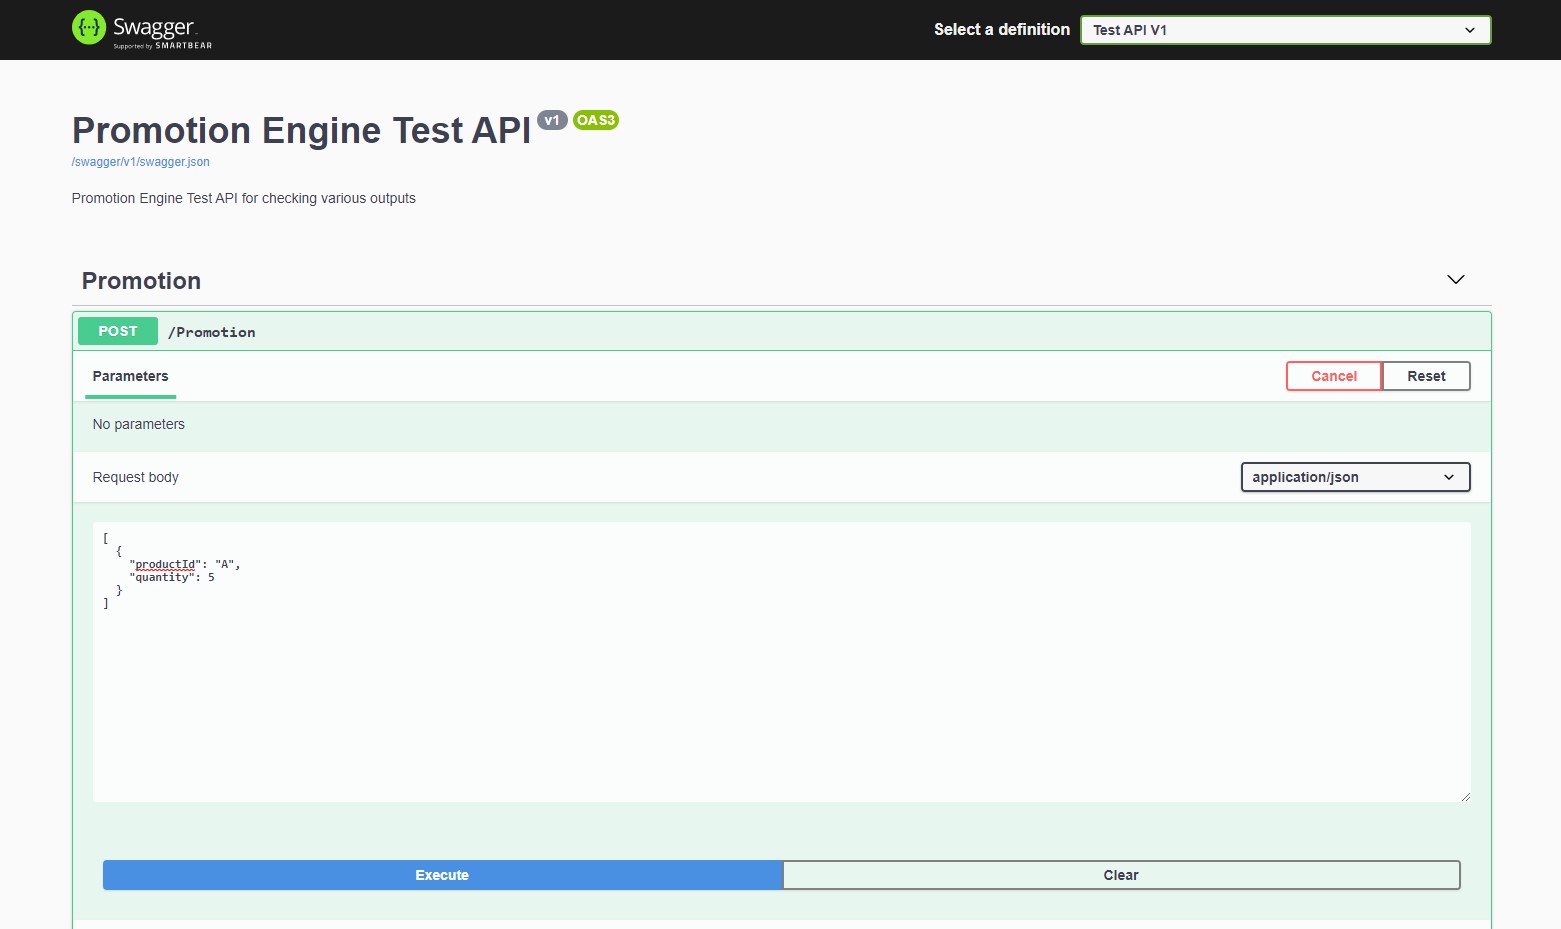 Swagger
Supported by SMARTBEAR
Select a definition
Test API V1
Promotion Engine Test API v1 OAS3
/swagger/v1/swagger.json
Promotion Engine Test API for checking various outputs
Promotion
POST /Promotion
Parameters
Cancel
Reset
No parameters
Request body
application/json
[
  {
    "productId": "A",
    "quantity": 5
  }
]
Execute
Clear